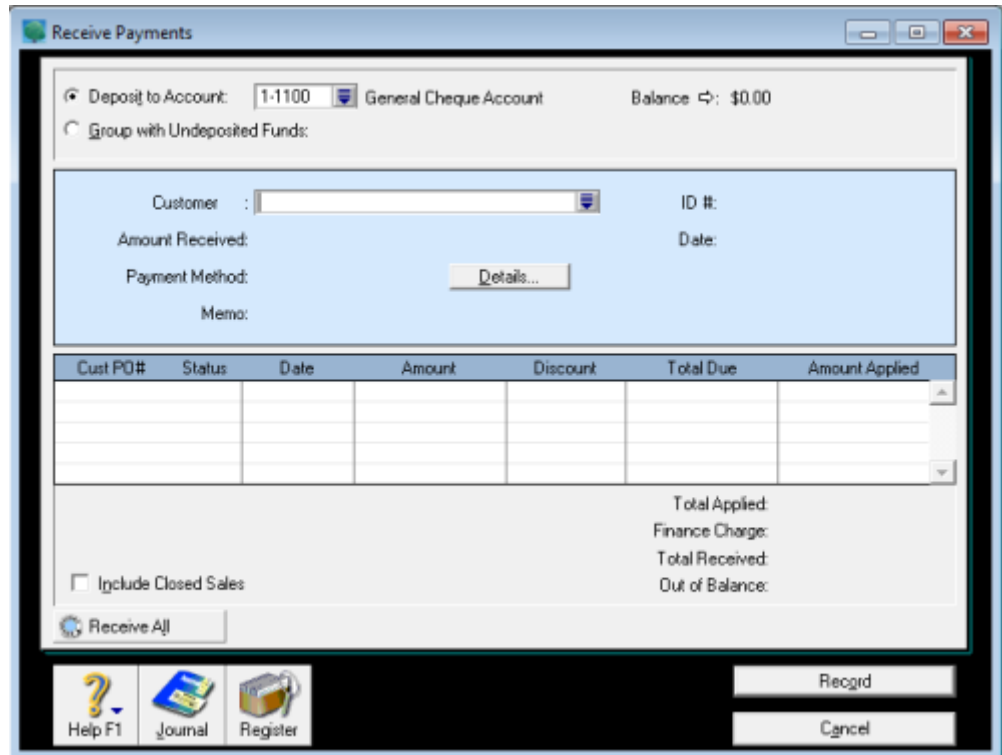 Receive Payments
Deposit to Account: 1-1100 General Cheque Account Balance ⇨: $0.00
Group with Undeposited Funds:
Customer : ID #:
Amount Received: Date:
Payment Method: Details...
Memo:
Cust PO# Status Date Amount Discount Total Due Amount Applied
Total Applied:
Finance Charge:
Total Received:
Include Closed Sales Out of Balance:
Receive All
Record
Help F1 Journal Register Cancel